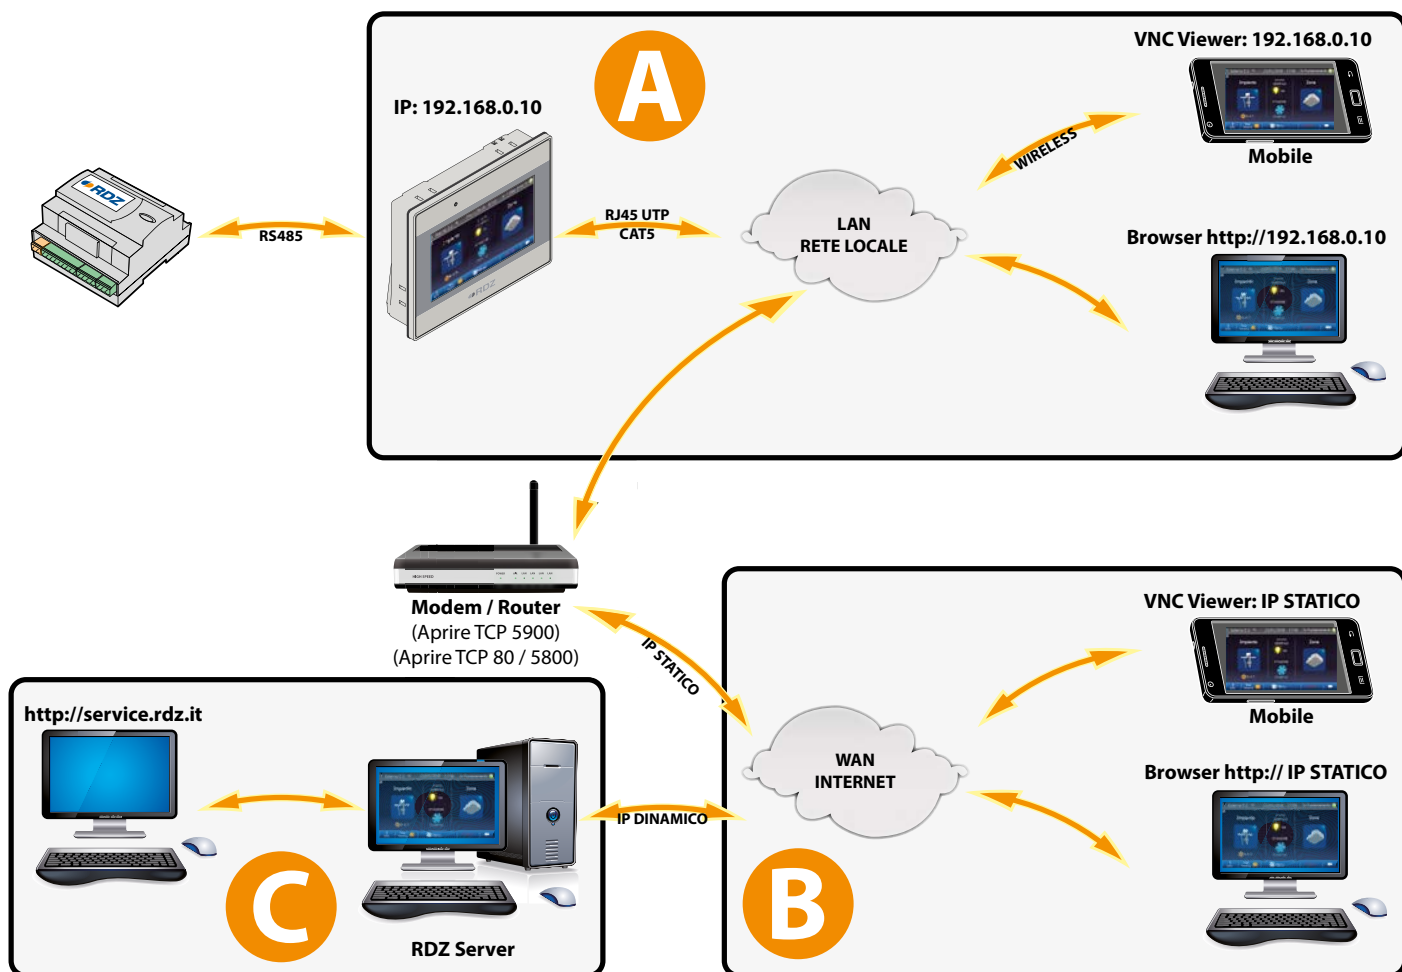 A
VNC Viewer: 192.168.0.10
IP: 192.168.0.10
Mobile
WIRELESS
RDZ
RS485
RJ45 UTP
CAT5
LAN
RETE LOCALE
Browser http://192.168.0.10
RDZ
Modem / Router
(Aprire TCP 5900)
(Aprire TCP 80 / 5800)
IP STATICO
VNC Viewer: IP STATICO
Mobile
WAN
INTERNET
Browser http:// IP STATICO
B
http://service.rdz.it
IP DINAMICO
C
RDZ Server